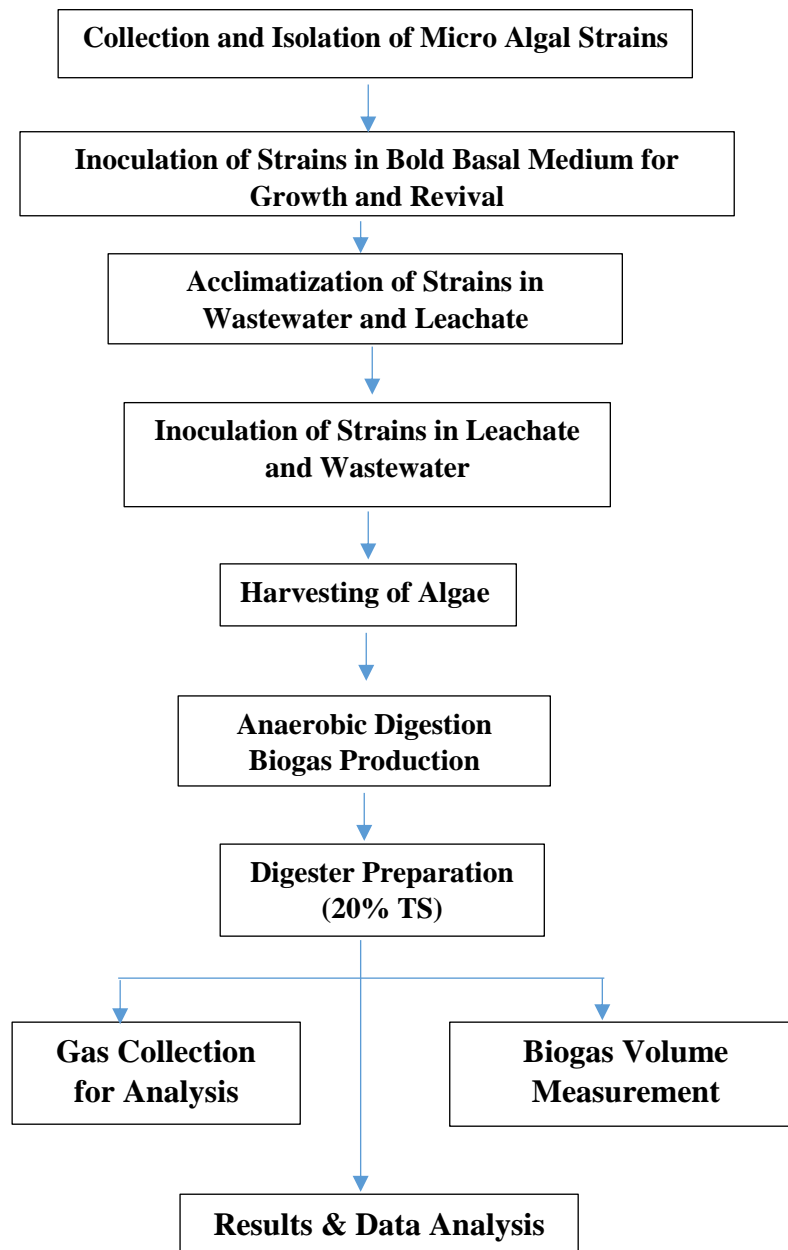 Collection and Isolation of Micro Algal Strains
Inoculation of Strains in Bold Basal Medium for
Growth and Revival
Acclimatization of Strains in
Wastewater and Leachate
Inoculation of Strains in Leachate
and Wastewater
Harvesting of Algae
Anaerobic Digestion
Biogas Production
Digester Preparation
(20% TS)
Gas Collection
for Analysis
Biogas Volume
Measurement
Results & Data Analysis